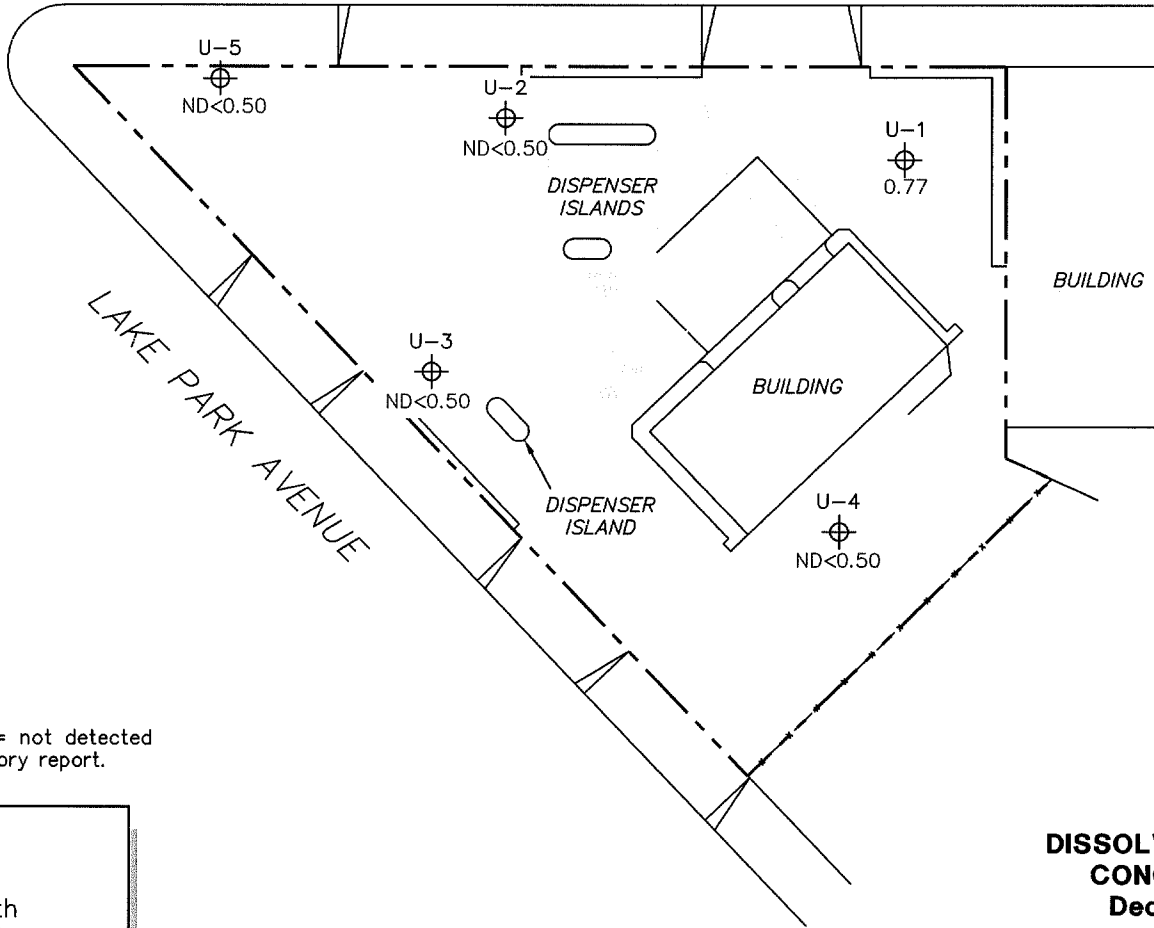 U-5
ND<0.50
U-2
ND<0.50
U-1
0.77
DISPENSER
ISLANDS
BUILDING
LAKE PARK AVENUE
U-3
ND<0.50
BUILDING
DISPENSER
ISLAND
U-4
ND<0.50
= not detected
ory report.
th
DISSOLV
CONC
Dec